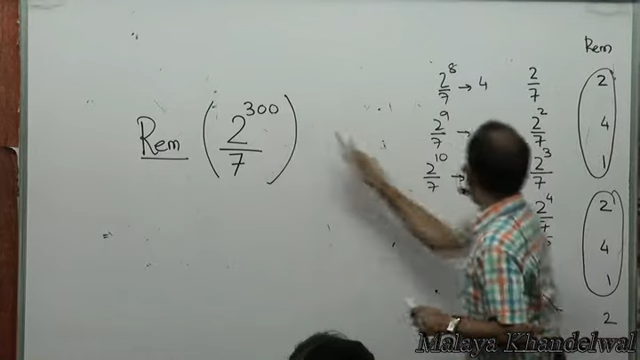 Rem
Rem (2^300 / 7)
2^8/7 → 4
2^9/7 →
2^10/7 →
2/7 2
2^2/7 4
2^3/7 1
2^4/7 2
4
1
2
Malaya Khandelwal